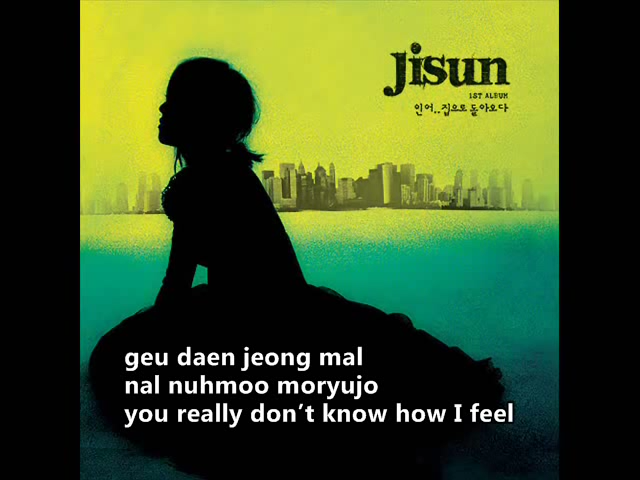 Jisun
1ST ALBUM
인어..집으로 돌아오다
geu daen jeong mal
nal nuhmoo moryujo
you really don't know how I feel